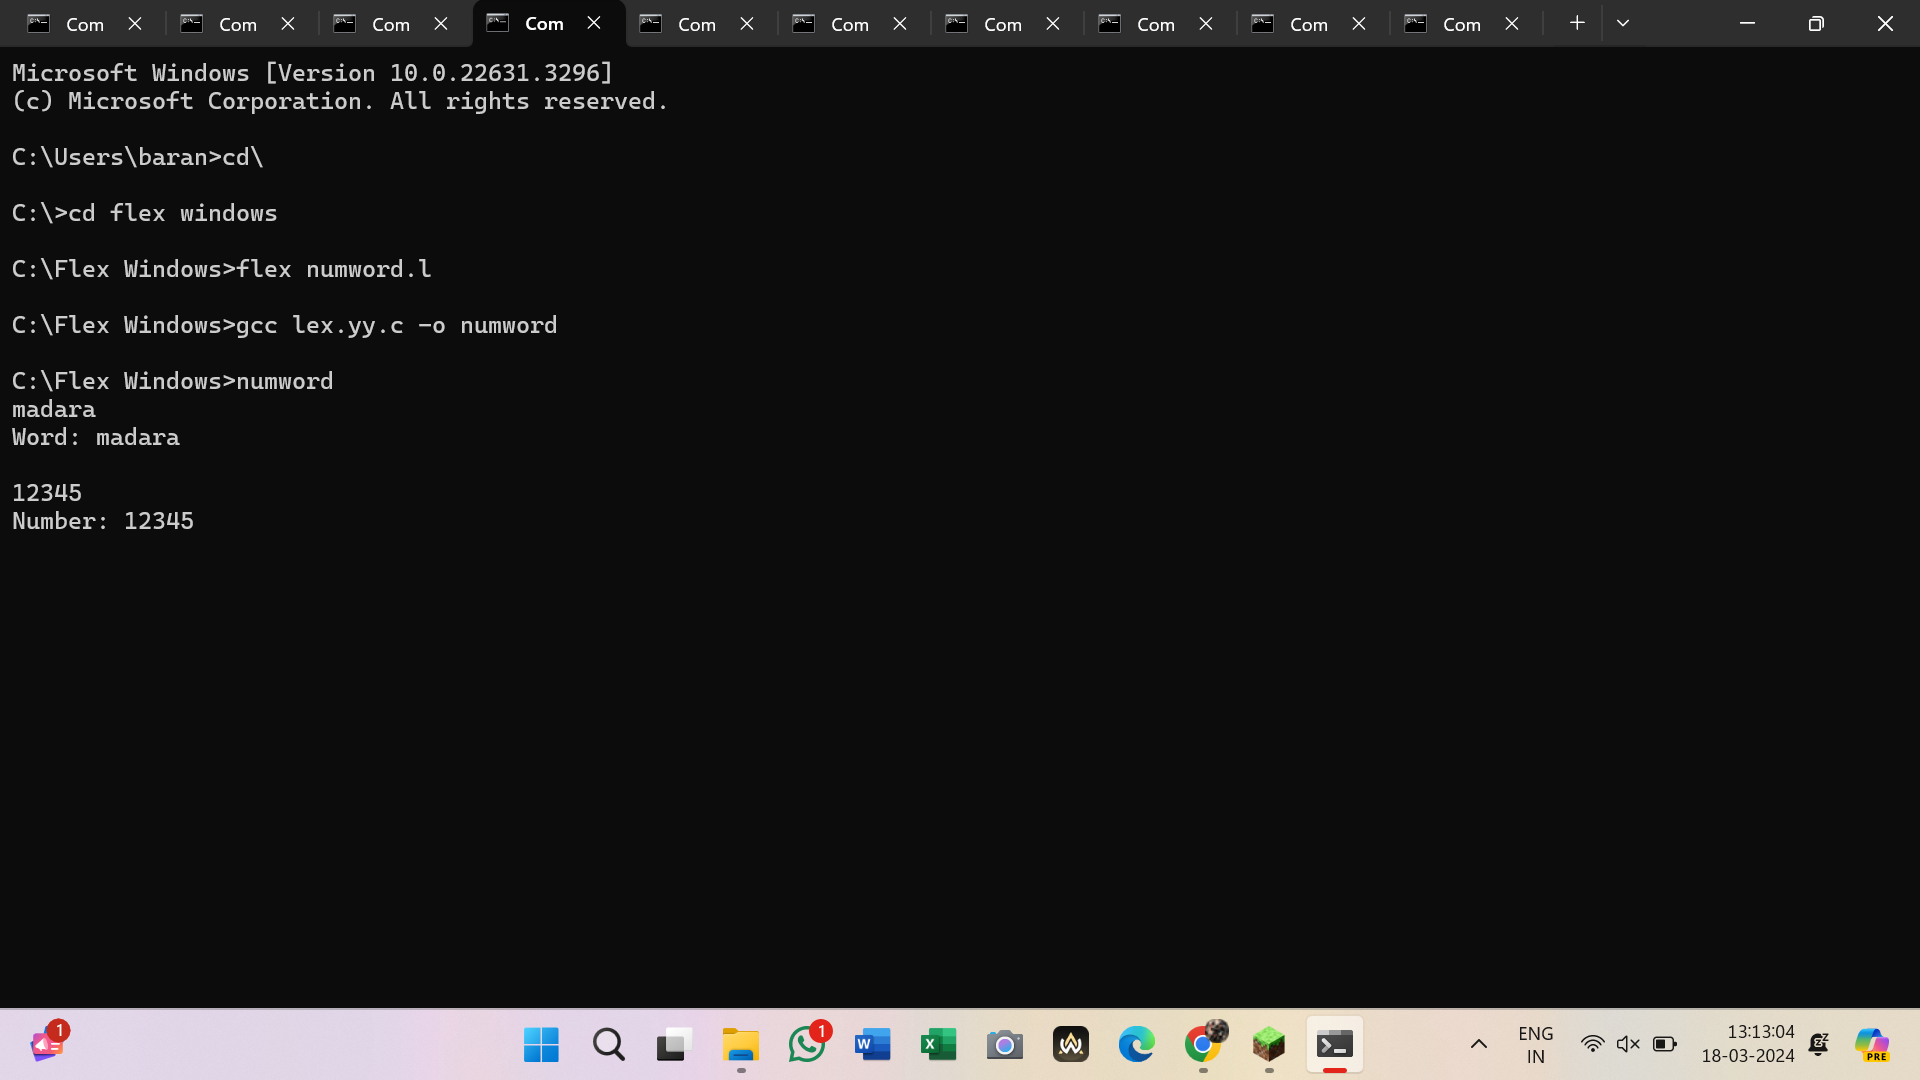 Com Com Com Com Com Com Com Com Com Com
Microsoft Windows [Version 10.0.22631.3296]
(c) Microsoft Corporation. All rights reserved.
C:\Users\baran>cd\
C:\>cd flex windows
C:\Flex Windows>flex numword.l
C:\Flex Windows>gcc lex.yy.c -o numword
C:\Flex Windows>numword
madara
Word: madara
12345
Number: 12345
1
1
W
X
ENG
IN
13:13:04
18-03-2024
PRE